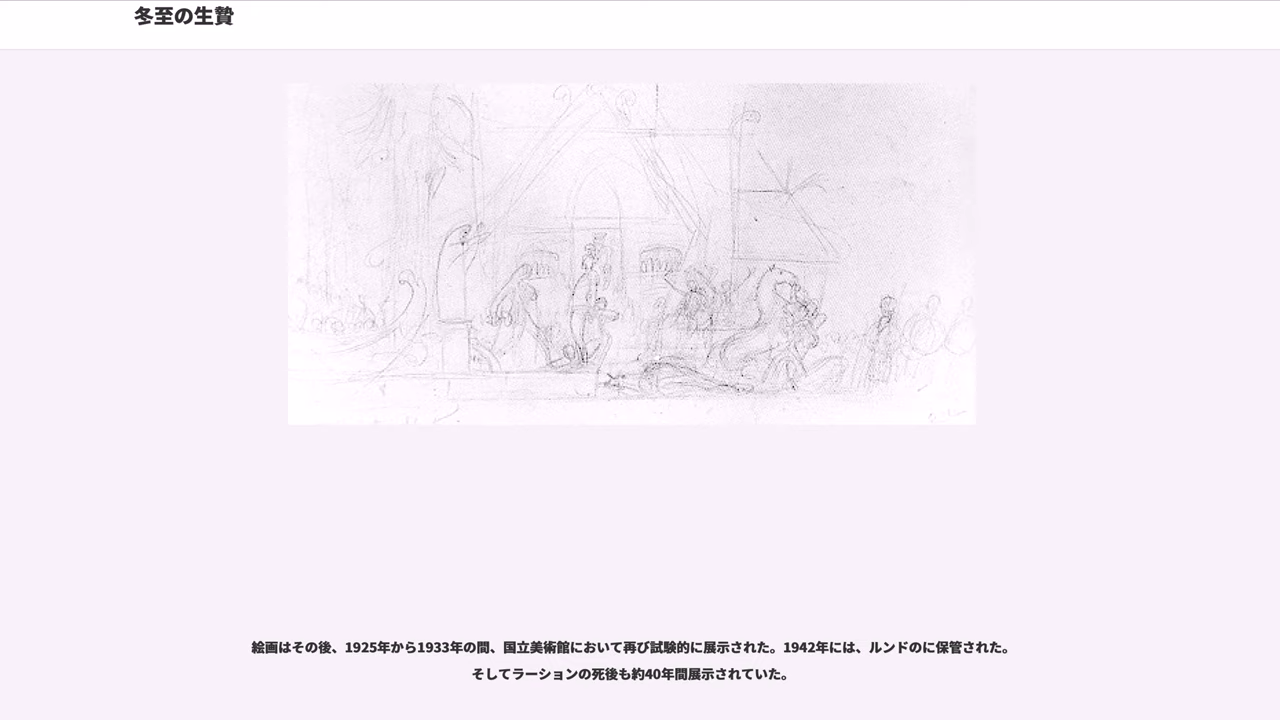 冬至の生贄
絵画はその後、1925年から1933年の間、国立美術館において再び試験的に展示された。1942年には、ルンドのに保管された。
そしてラーションの死後も約40年間展示されていた。